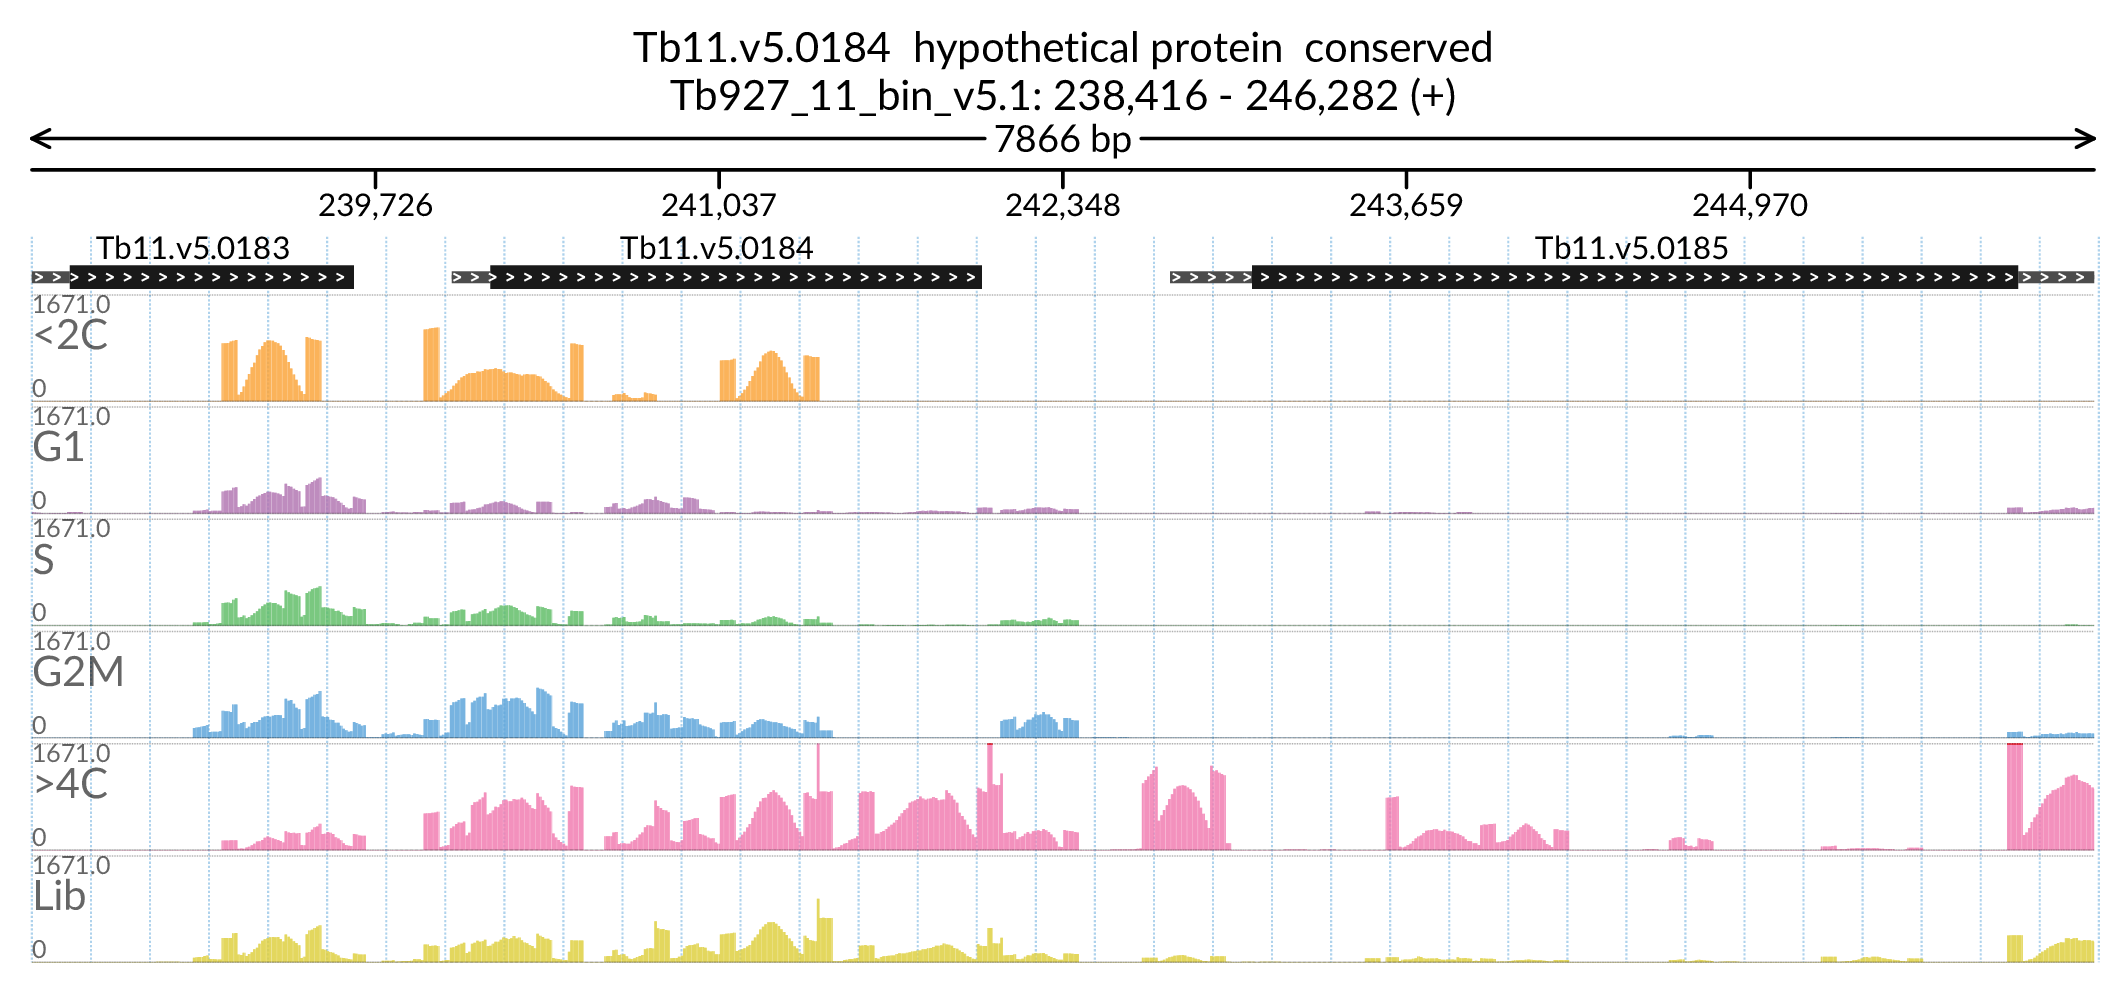 Tb11.v5.0184 hypothetical protein conserved
Tb927_11_bin_v5.1: 238,416 - 246,282 (+)
7866 bp
239,726 241,037 242,348 243,659 244,970
Tb11.v5.0183 Tb11.v5.0184 Tb11.v5.0185
1671.0
<2C
0
1671.0
G1
0
1671.0
S
0
1671.0
G2M
0
1671.0
>4C
0
1671.0
Lib
0